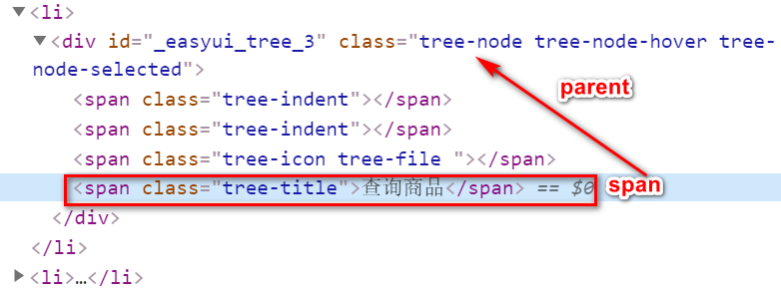 ▼<li>
▼<div id="_easyui_tree_3" class="tree-node tree-node-hover tree-
node-selected">
parent
<span class="tree-indent"></span>
<span class="tree-indent"></span>
<span class="tree-icon tree-file "></span>
<span class="tree-title">查询商品</span> == $0
span
</div>
</li>
▶<li>…</li>